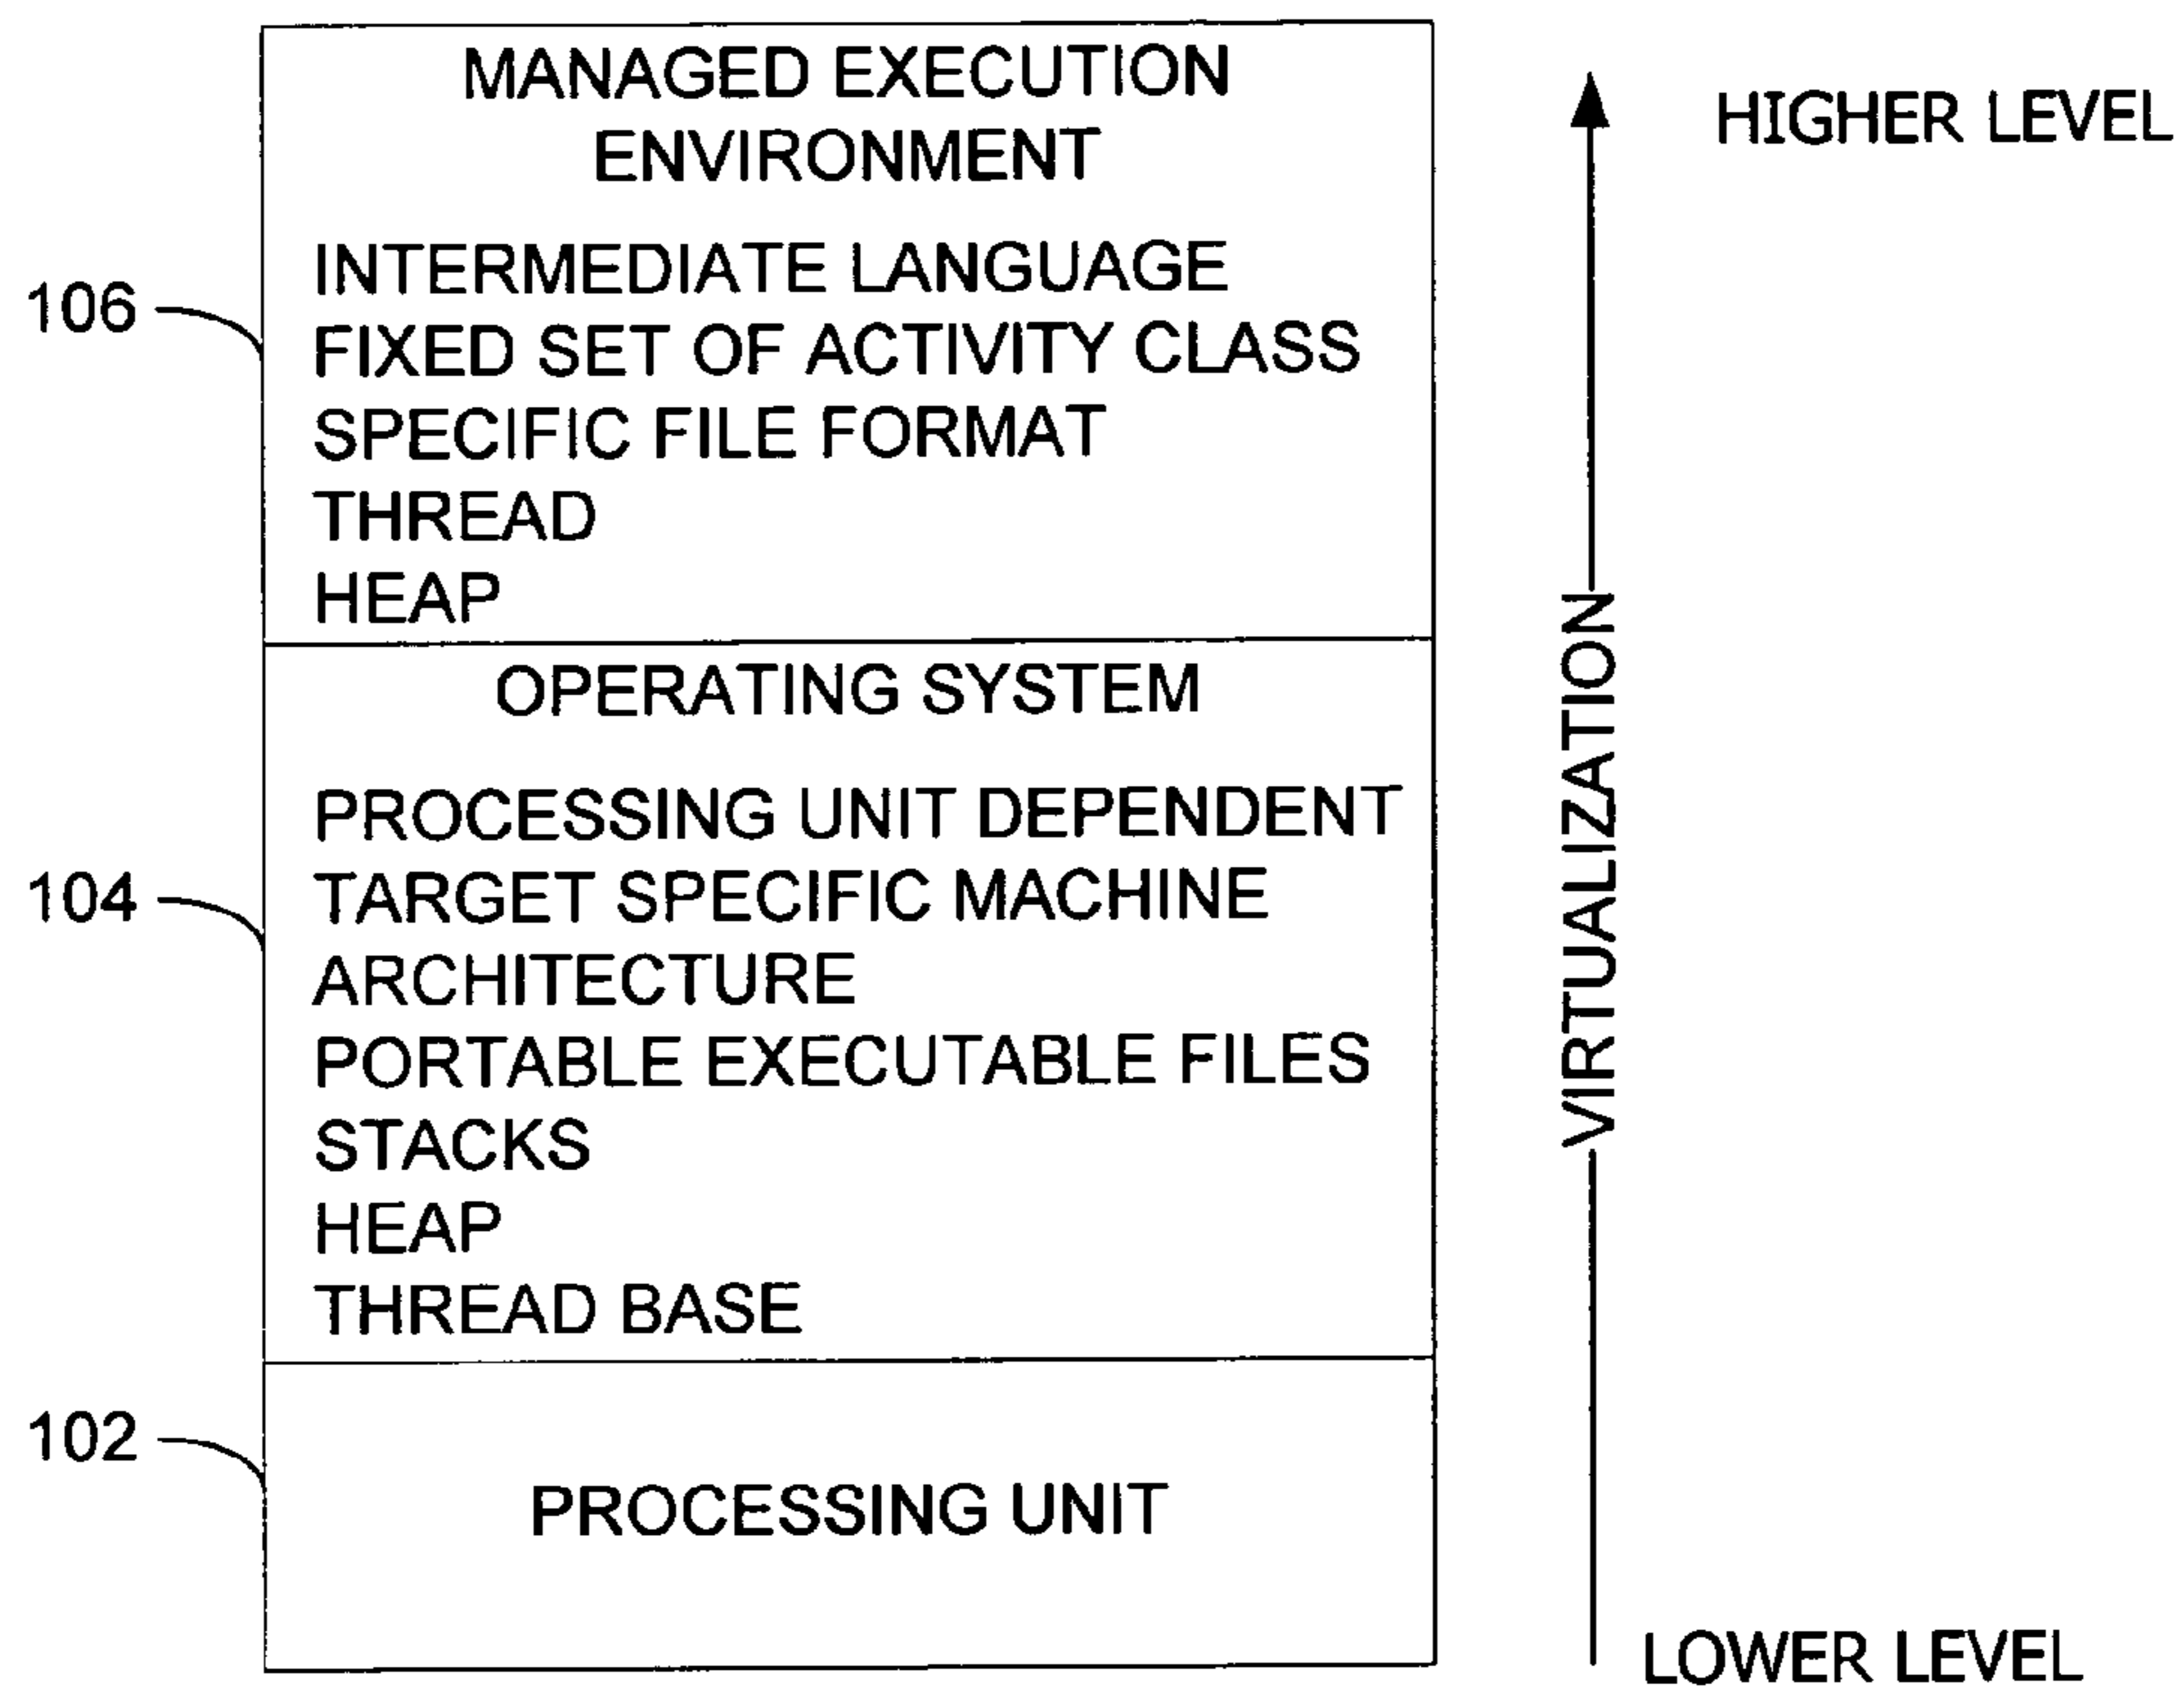 MANAGED EXECUTION
ENVIRONMENT
HIGHER LEVEL
INTERMEDIATE LANGUAGE
106
FIXED SET OF ACTIVITY CLASS
SPECIFIC FILE FORMAT
THREAD
HEAP
OPERATING SYSTEM
PROCESSING UNIT DEPENDENT
104
TARGET SPECIFIC MACHINE
ARCHITECTURE
PORTABLE EXECUTABLE FILES
STACKS
HEAP
THREAD BASE
VIRTUALIZATION
102
PROCESSING UNIT
LOWER LEVEL